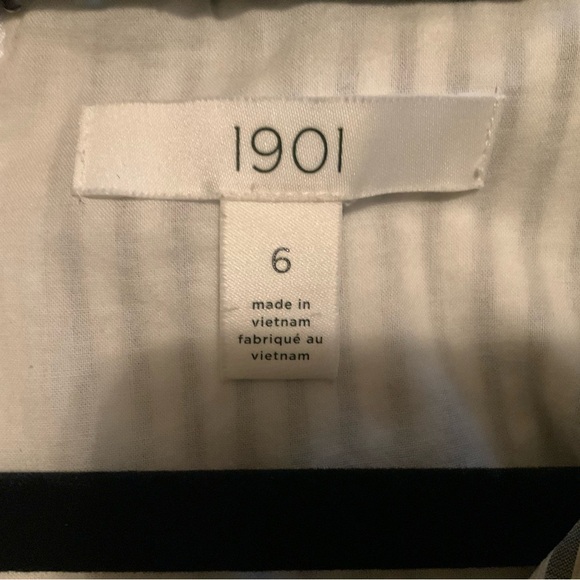 1901
6
made in
vietnam
fabriqué au
vietnam